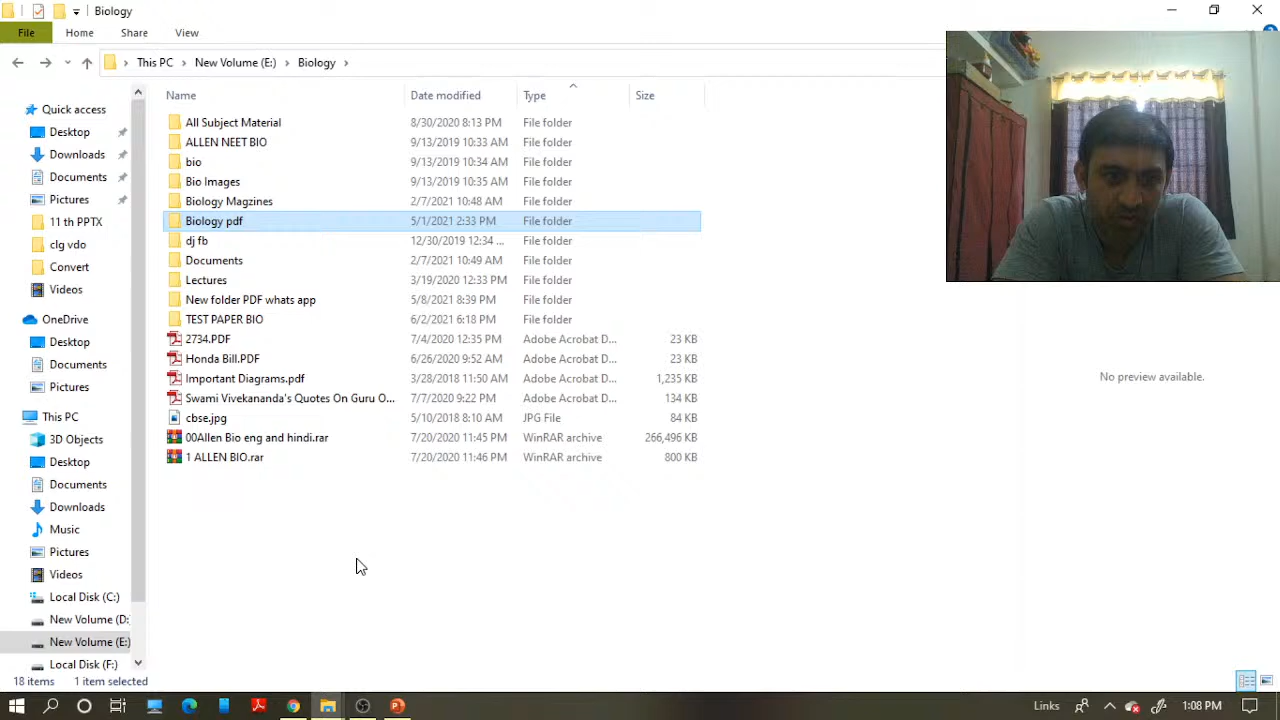 Biology
File Home Share View
This PC New Volume (E:) Biology
Name Date modified Type Size
Quick access
Desktop
Downloads
Documents
Pictures
11 th PPTX
clg vdo
Convert
Videos
OneDrive
Desktop
Documents
Pictures
This PC
3D Objects
Desktop
Documents
Downloads
Music
Pictures
Videos
Local Disk (C:)
New Volume (D:
New Volume (E:)
Local Disk (F:)
All Subject Material 8/30/2020 8:13 PM File folder
ALLEN NEET BIO 9/13/2019 10:33 AM File folder
bio 9/13/2019 10:34 AM File folder
Bio Images 9/13/2019 10:35 AM File folder
Biology Magzines 2/7/2021 10:48 AM File folder
Biology pdf 5/1/2021 2:33 PM File folder
dj fb 12/30/2019 12:34 ... File folder
Documents 2/7/2021 10:49 AM File folder
Lectures 3/19/2020 12:33 PM File folder
New folder PDF whats app 5/8/2021 8:39 PM File folder
TEST PAPER BIO 6/2/2021 6:18 PM File folder
2734.PDF 7/4/2020 12:35 PM Adobe Acrobat D... 23 KB
Honda Bill.PDF 6/26/2020 9:52 AM Adobe Acrobat D... 23 KB
Important Diagrams.pdf 3/28/2018 11:50 AM Adobe Acrobat D... 1,235 KB
Swami Vivekananda's Quotes On Guru O... 7/7/2020 9:22 PM Adobe Acrobat D... 134 KB
cbse.jpg 5/10/2018 8:10 AM JPG File 84 KB
00Allen Bio eng and hindi.rar 7/20/2020 11:45 PM WinRAR archive 266,496 KB
1 ALLEN BIO.rar 7/20/2020 11:46 PM WinRAR archive 800 KB
No preview available.
18 items 1 item selected
Links 1:08 PM